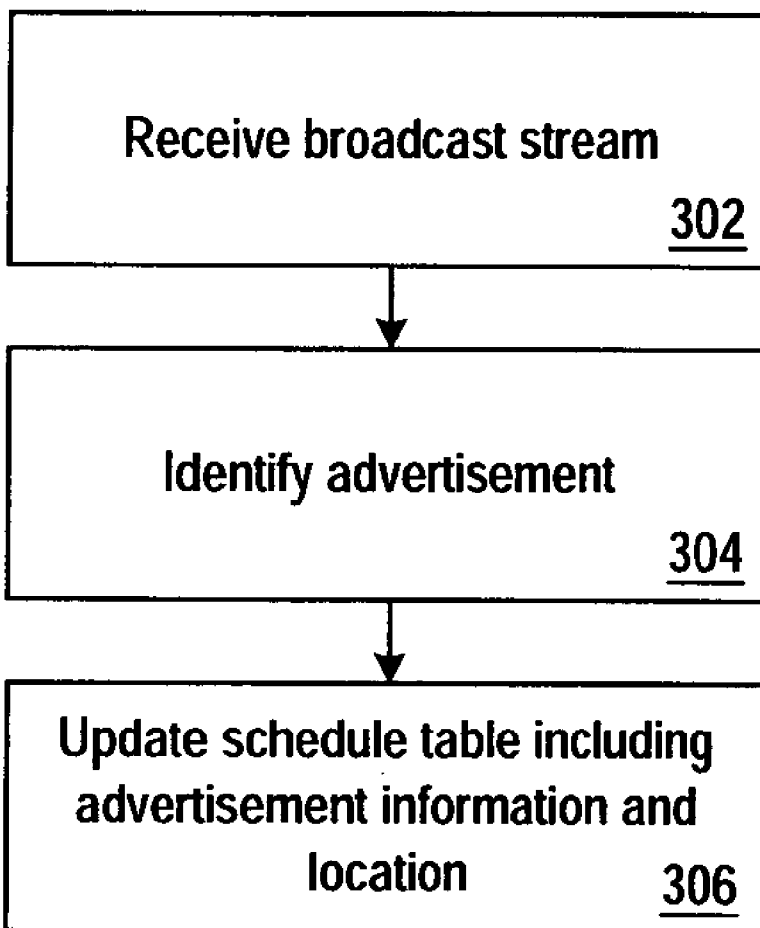 Receive broadcast stream
302
Identify advertisement
304
Update schedule table including
advertisement information and
location
306